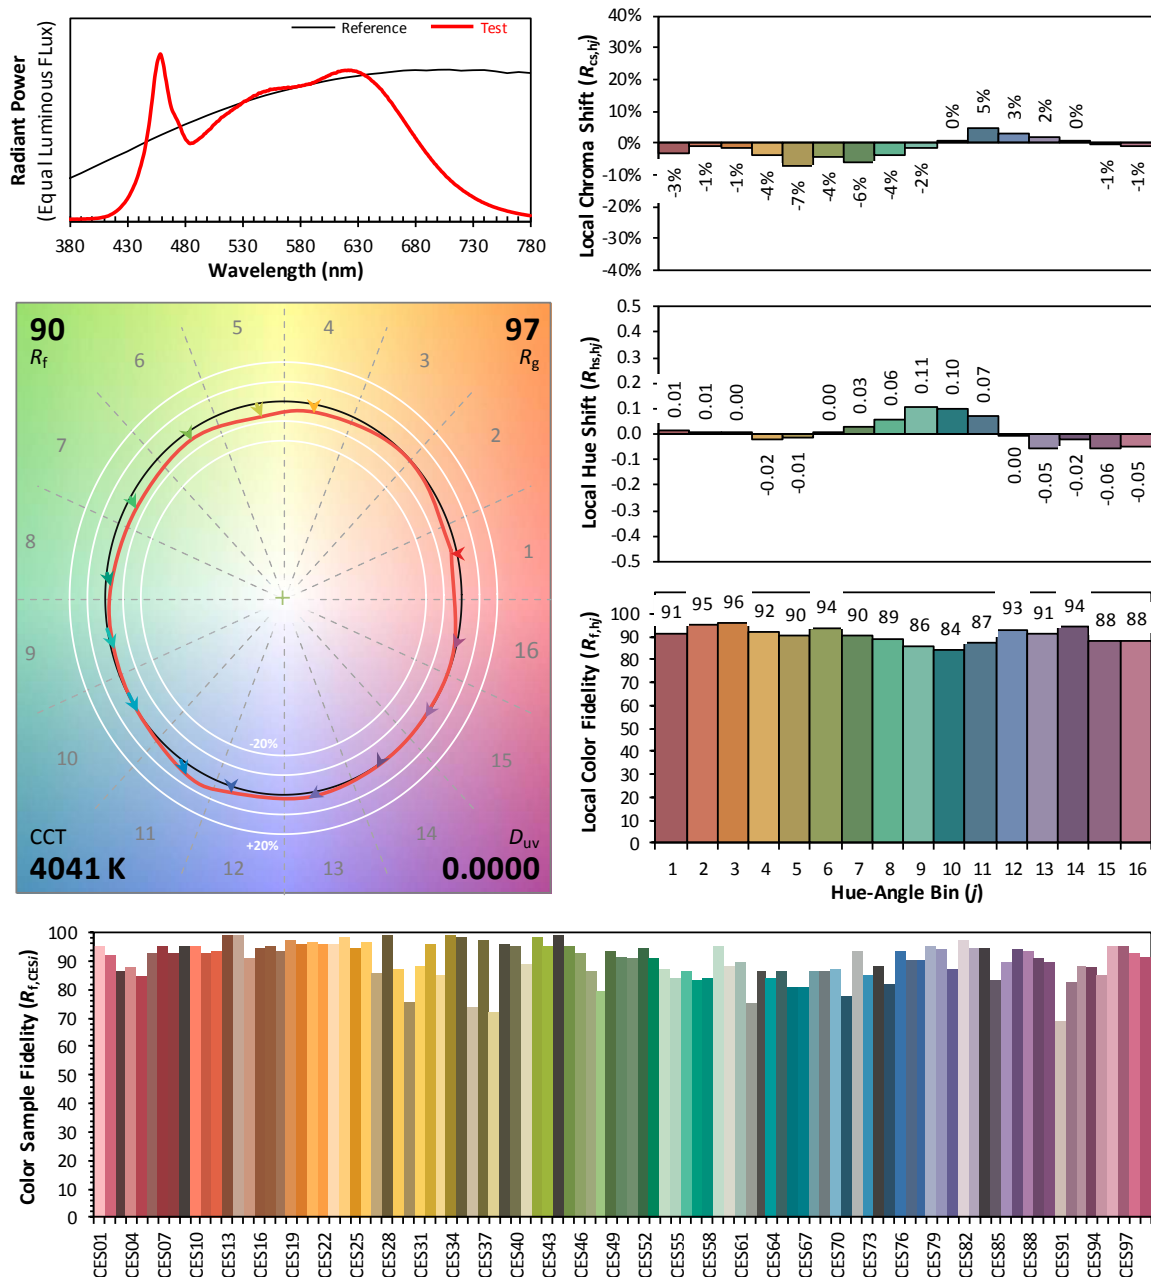 Reference Test
Radiant Power
(Equal Luminous FLux)
380 430 480 530 580 630 680 730 780
Wavelength (nm)
Local Chroma Shift (Rcs,hj)
40%
30%
20%
10%
0%
-10%
-20%
-30%
-40%
-3% -1% -1% -4% -7% -4% -6% -4% -2% 0% 5% 3% 2% 0% -1% -1%
90
Rf
97
Rg
5 4
6 3
7 2
8 1
9 16
10 15
11 14
12 13
-20%
+20%
CCT
4041 K
Duv
0.0000
Local Hue Shift (Rhs,hj)
0.5
0.4
0.3
0.2
0.1
0.0
-0.1
-0.2
-0.3
-0.4
-0.5
0.01 0.01 0.00 -0.02 -0.01 0.00 0.03 0.06 0.11 0.10 0.07 0.00 -0.05 -0.02 -0.06 -0.05
Local Color Fidelity (Rf,hj)
100
90
80
70
60
50
40
30
20
10
0
91 95 96 92 90 94 90 89 86 84 87 93 91 94 88 88
1 2 3 4 5 6 7 8 9 10 11 12 13 14 15 16
Hue-Angle Bin (j)
Color Sample Fidelity (Rf,CESi)
100
90
80
70
60
50
40
30
20
10
0
CES01 CES04 CES07 CES10 CES13 CES16 CES19 CES22 CES25 CES28 CES31 CES34 CES37 CES40 CES43 CES46 CES49 CES52 CES55 CES58 CES61 CES64 CES67 CES70 CES73 CES76 CES79 CES82 CES85 CES88 CES91 CES94 CES97